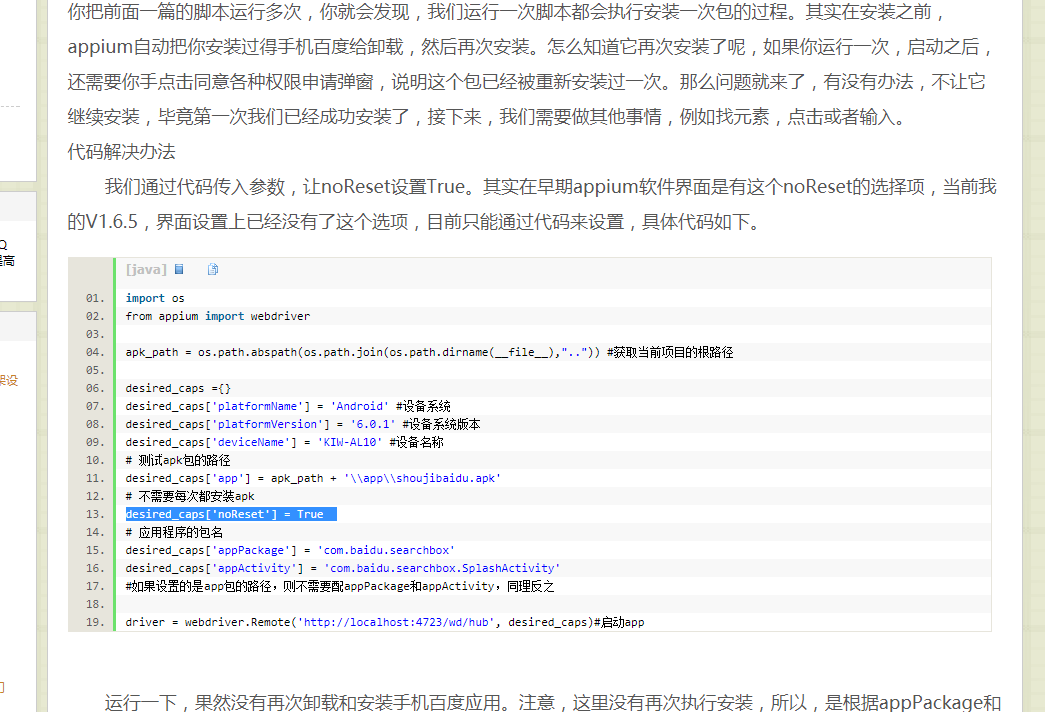 你把前面一篇的脚本运行多次，你就会发现，我们运行一次脚本都会执行安装一次包的过程。其实在安装之前，
appium自动把你安装过得手机百度给卸载，然后再次安装。怎么知道它再次安装了呢，如果你运行一次，启动之后，
还需要你手点击同意各种权限申请弹窗，说明这个包已经被重新安装过一次。那么问题就来了，有没有办法，不让它
继续安装，毕竟第一次我们已经成功安装了，接下来，我们需要做其他事情，例如找元素，点击或者输入。
代码解决办法
我们通过代码传入参数，让noReset设置True。其实在早期appium软件界面是有这个noReset的选择项，当前我
的V1.6.5，界面设置上已经没有了这个选项，目前只能通过代码来设置，具体代码如下。
[java]
01. import os
02. from appium import webdriver
03.
04. apk_path = os.path.abspath(os.path.join(os.path.dirname(__file__),"..")) #获取当前项目的根路径
05.
06. desired_caps ={}
07. desired_caps['platformName'] = 'Android' #设备系统
08. desired_caps['platformVersion'] = '6.0.1' #设备系统版本
09. desired_caps['deviceName'] = 'KIW-AL10' #设备名称
10. # 测试apk包的路径
11. desired_caps['app'] = apk_path + '\\app\\shoujibaidu.apk'
12. # 不需要每次都安装apk
13. desired_caps['noReset'] = True
14. # 应用程序的包名
15. desired_caps['appPackage'] = 'com.baidu.searchbox'
16. desired_caps['appActivity'] = 'com.baidu.searchbox.SplashActivity'
17. #如果设置的是app包的路径，则不需要配appPackage和appActivity，同理反之
18.
19. driver = webdriver.Remote('http://localhost:4723/wd/hub', desired_caps)#启动app
运行一下，果然没有再次卸载和安装手机百度应用。注意，这里没有再次执行安装，所以，是根据appPackage和
Q
高
设